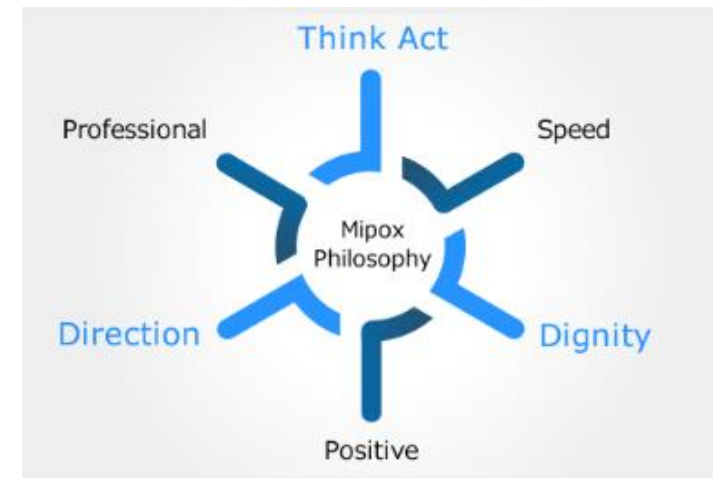 Think Act
Professional
Speed
Mipox
Philosophy
Direction
Dignity
Positive